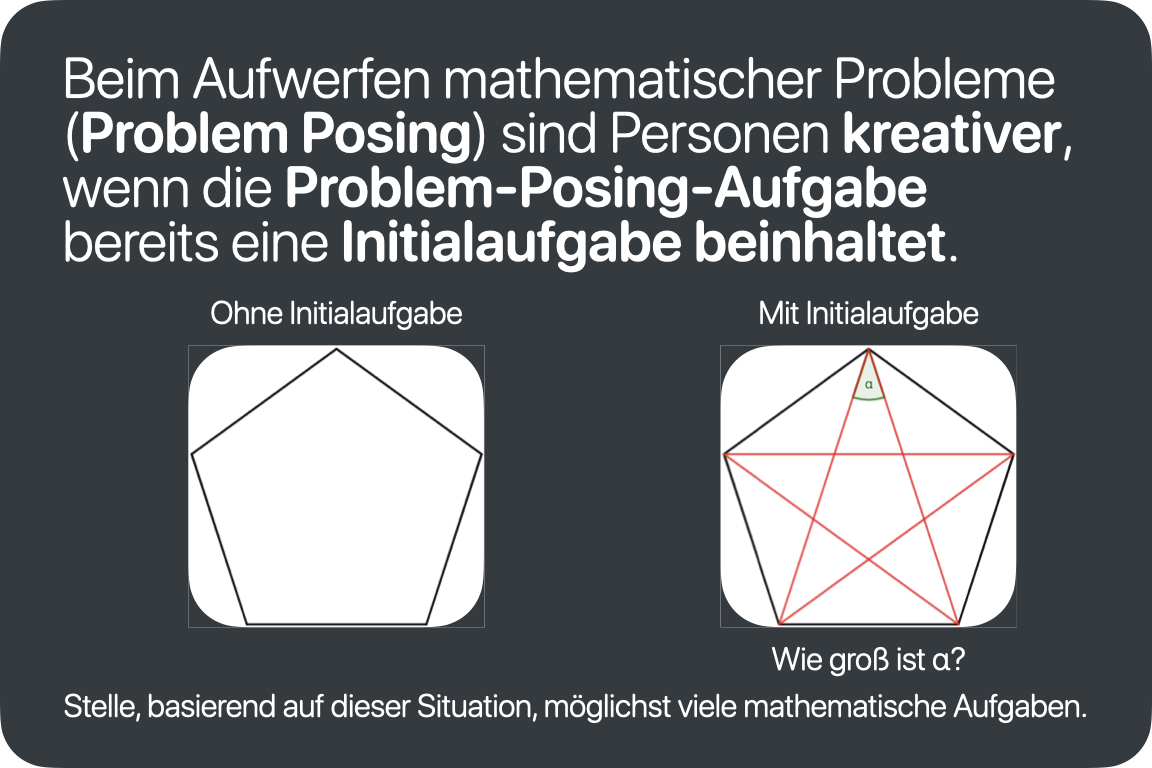 Beim Aufwerfen mathematischer Probleme
(Problem Posing) sind Personen kreativer,
wenn die Problem-Posing-Aufgabe
bereits eine Initialaufgabe beinhaltet.
Ohne Initialaufgabe
Mit Initialaufgabe
α
Wie groß ist α?
Stelle, basierend auf dieser Situation, möglichst viele mathematische Aufgaben.